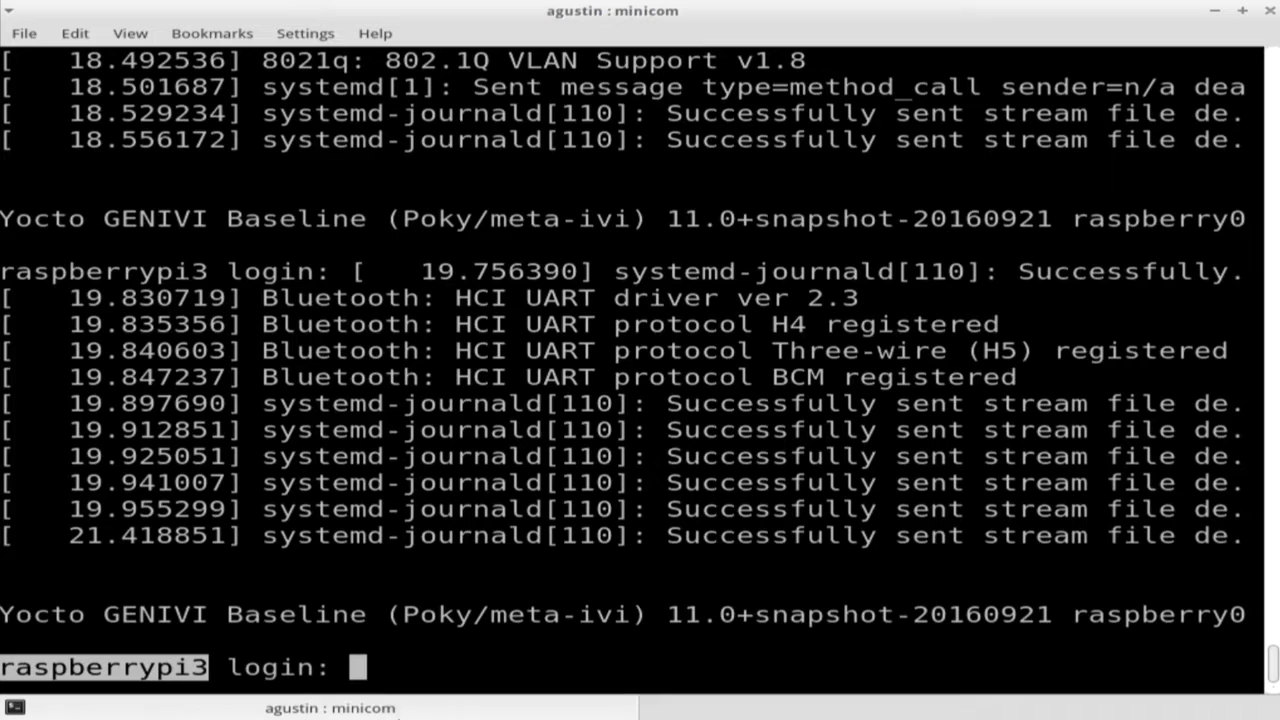 agustin : minicom
File Edit View Bookmarks Settings Help
[   18.492536] 8021q: 802.1Q VLAN Support v1.8
[   18.501687] systemd[1]: Sent message type=method_call sender=n/a dea
[   18.529234] systemd-journald[110]: Successfully sent stream file de.
[   18.556172] systemd-journald[110]: Successfully sent stream file de.
Yocto GENIVI Baseline (Poky/meta-ivi) 11.0+snapshot-20160921 raspberry0
raspberrypi3 login: [   19.756390] systemd-journald[110]: Successfully.
[   19.830719] Bluetooth: HCI UART driver ver 2.3
[   19.835356] Bluetooth: HCI UART protocol H4 registered
[   19.840603] Bluetooth: HCI UART protocol Three-wire (H5) registered
[   19.847237] Bluetooth: HCI UART protocol BCM registered
[   19.897690] systemd-journald[110]: Successfully sent stream file de.
[   19.912851] systemd-journald[110]: Successfully sent stream file de.
[   19.925051] systemd-journald[110]: Successfully sent stream file de.
[   19.941007] systemd-journald[110]: Successfully sent stream file de.
[   19.955299] systemd-journald[110]: Successfully sent stream file de.
[   21.418851] systemd-journald[110]: Successfully sent stream file de.
Yocto GENIVI Baseline (Poky/meta-ivi) 11.0+snapshot-20160921 raspberry0
raspberrypi3 login:
agustin : minicom